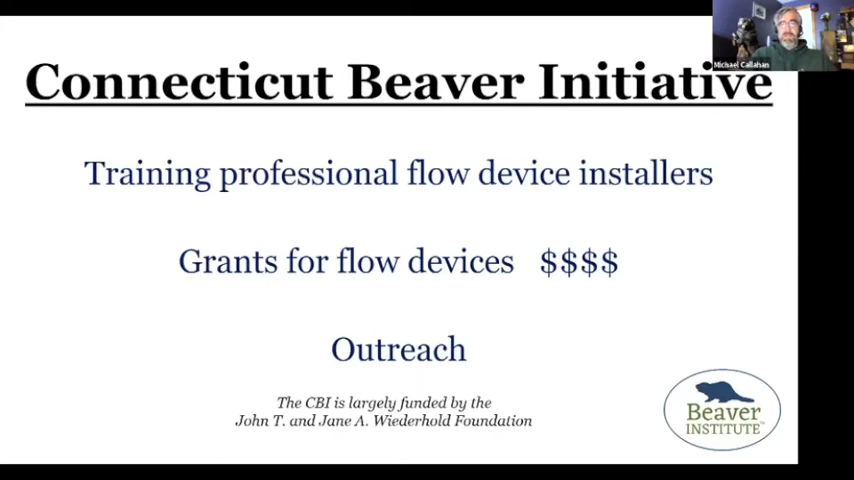 Connecticut Beaver Initiative
Michael Callahan
Training professional flow device installers
Grants for flow devices $$$$
Outreach
The CBI is largely funded by the
John T. and Jane A. Wiederhold Foundation
Beaver
INSTITUTE™